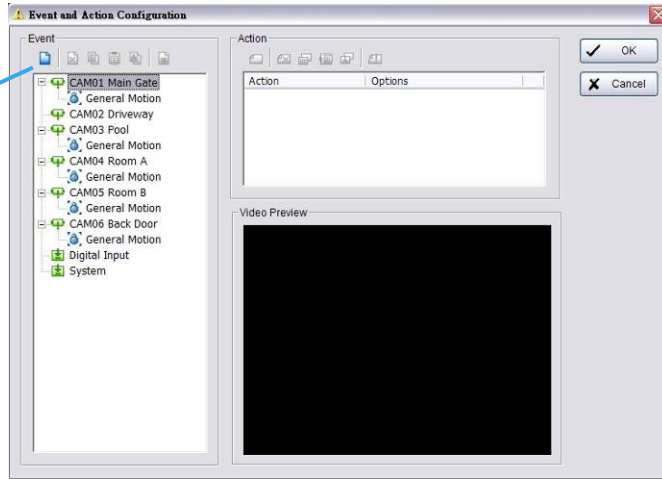 Event and Action Configuration
Event
CAM01 Main Gate
General Motion
CAM02 Driveway
CAM03 Pool
General Motion
CAM04 Room A
General Motion
CAM05 Room B
General Motion
CAM06 Back Door
General Motion
Digital Input
System
Action
Action Options
Video Preview
OK
Cancel